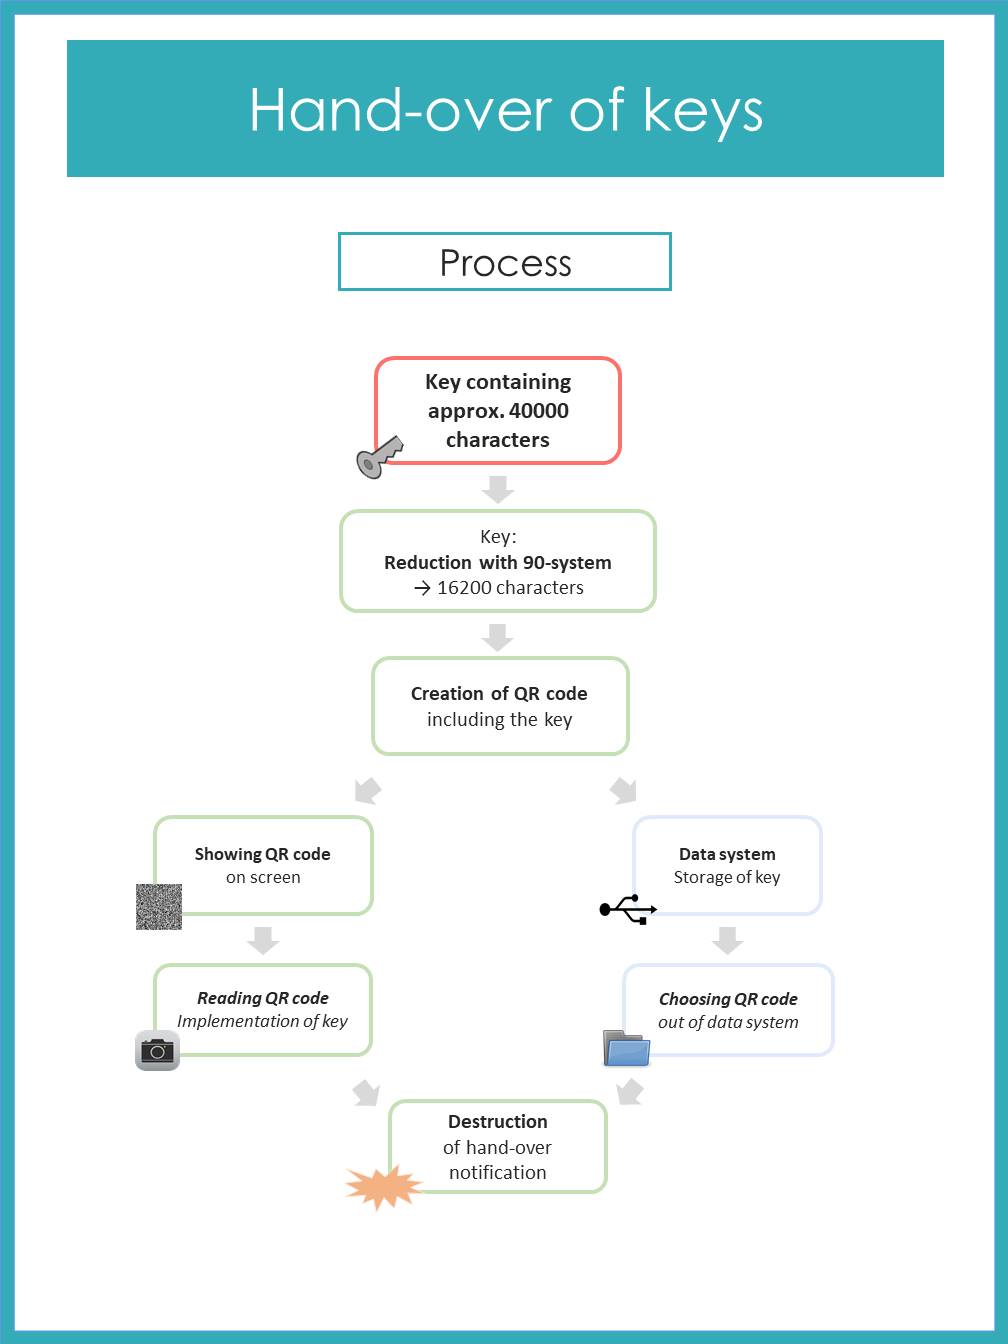 Hand-over of keys
Process
Key containing
approx. 40000
characters
Key:
Reduction with 90-system
→ 16200 characters
Creation of QR code
including the key
Showing QR code
on screen
Data system
Storage of key
Reading QR code
Implementation of key
Choosing QR code
out of data system
Destruction
of hand-over
notification